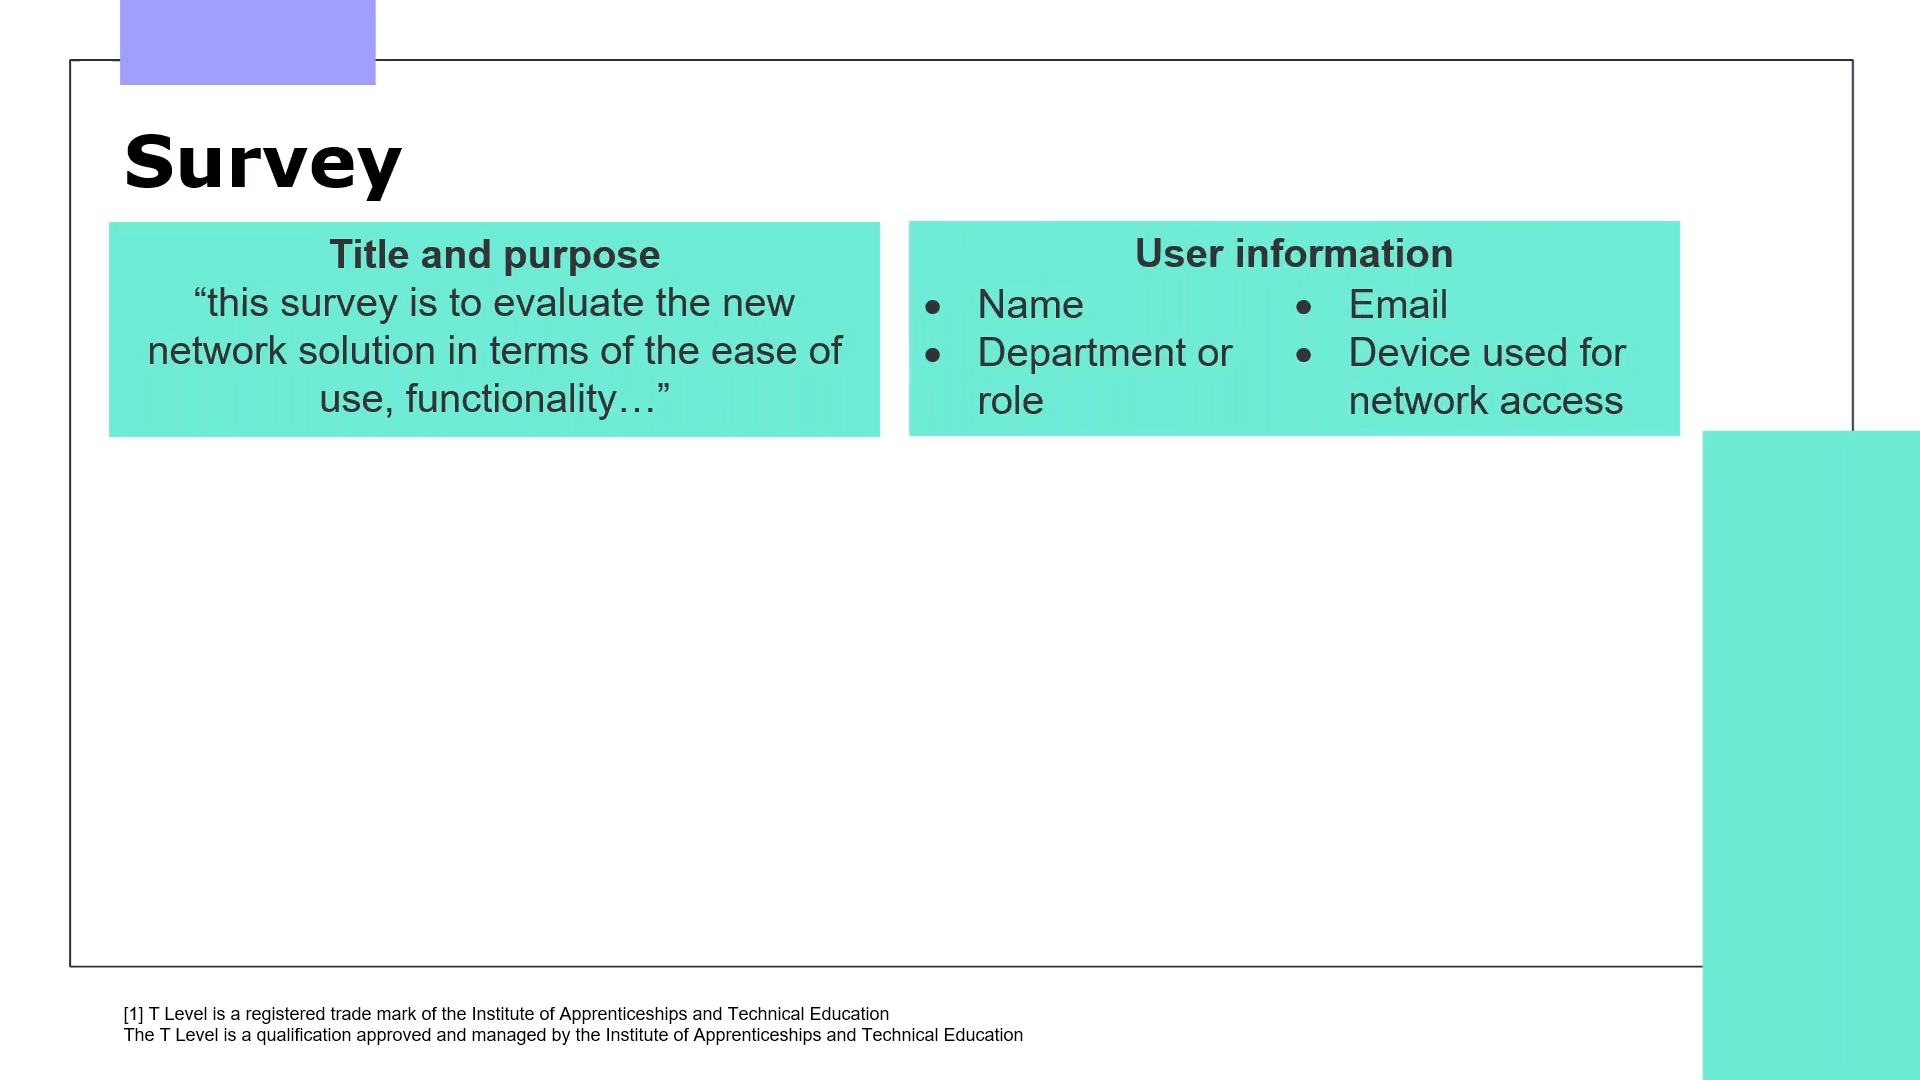 Survey
Title and purpose
“this survey is to evaluate the new
network solution in terms of the ease of
use, functionality…”
User information
● Name
● Department or
role
● Email
● Device used for
network access
[1] T Level is a registered trade mark of the Institute of Apprenticeships and Technical Education
The T Level is a qualification approved and managed by the Institute of Apprenticeships and Technical Education